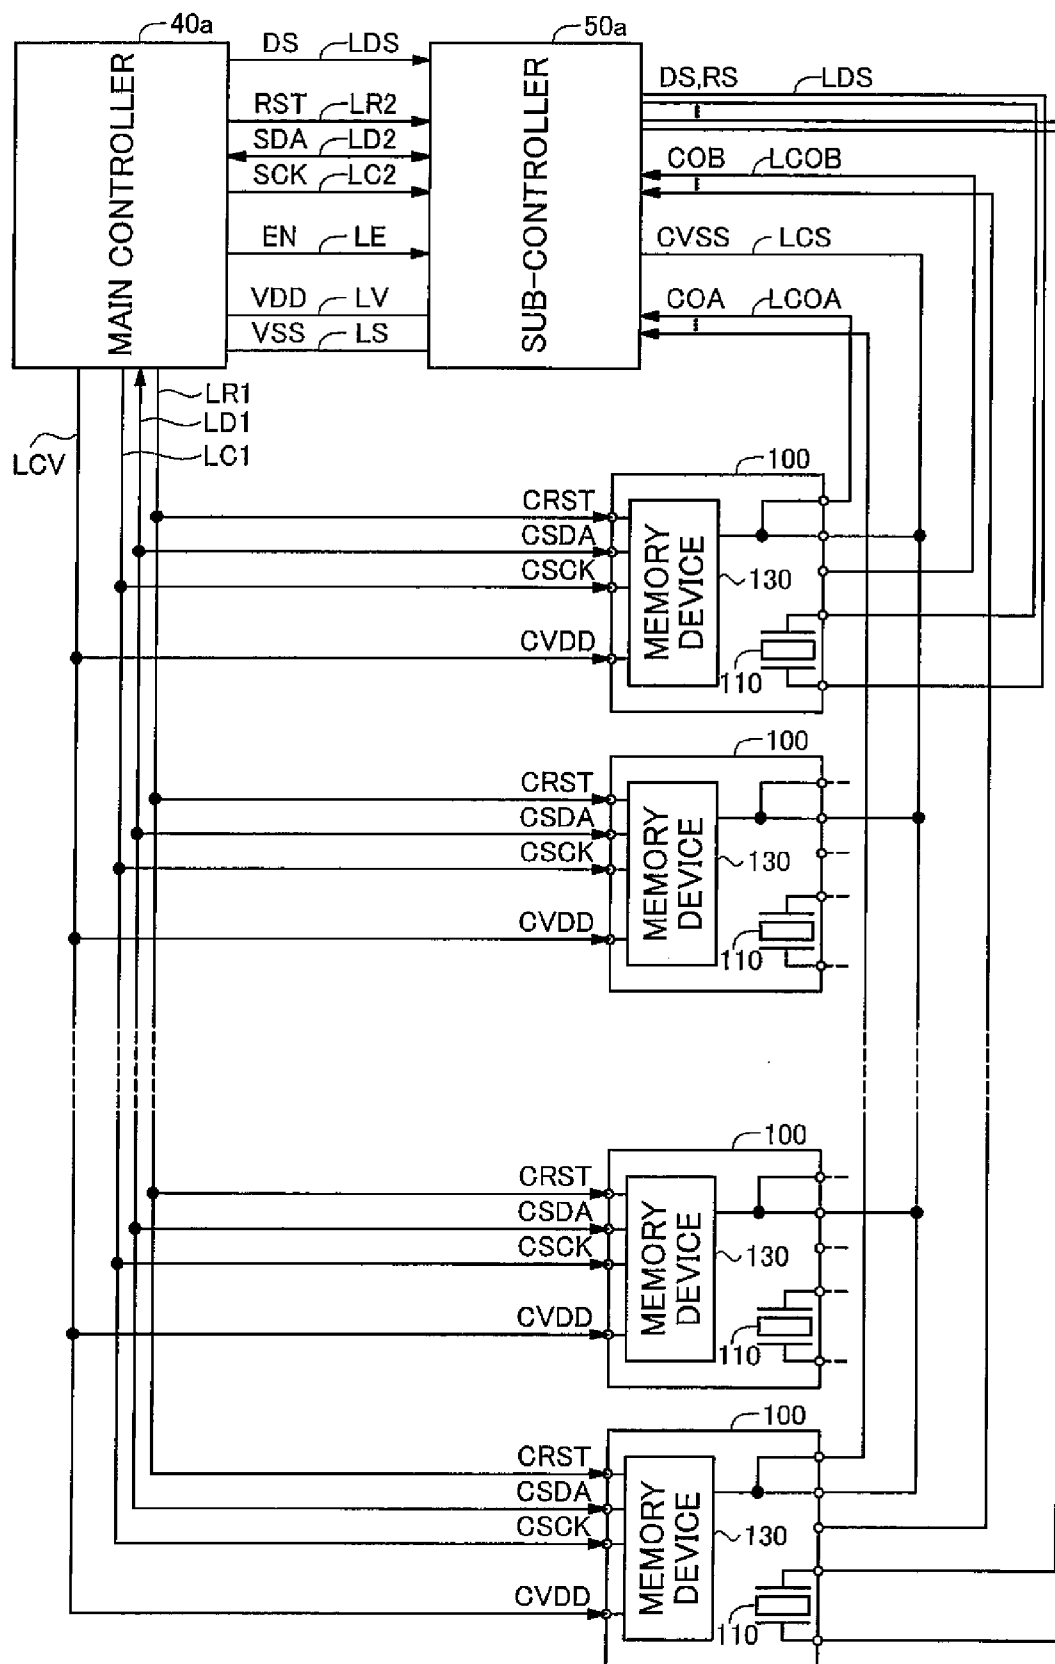 40a
50a
MAIN CONTROLLER
SUB-CONTROLLER
DS LDS
RST LR2
SDA LD2
SCK LC2
EN LE
VDD LV
VSS LS
DS,RS LDS
COB LCOB
CVSS LCS
COA LCOA
LR1
LD1
LC1
LCV
100
CRST
CSDA
CSCK
CVDD
MEMORY
DEVICE
130
110
100
CRST
CSDA
CSCK
CVDD
MEMORY
DEVICE
130
110
100
CRST
CSDA
CSCK
CVDD
MEMORY
DEVICE
130
110
100
CRST
CSDA
CSCK
CVDD
MEMORY
DEVICE
130
110